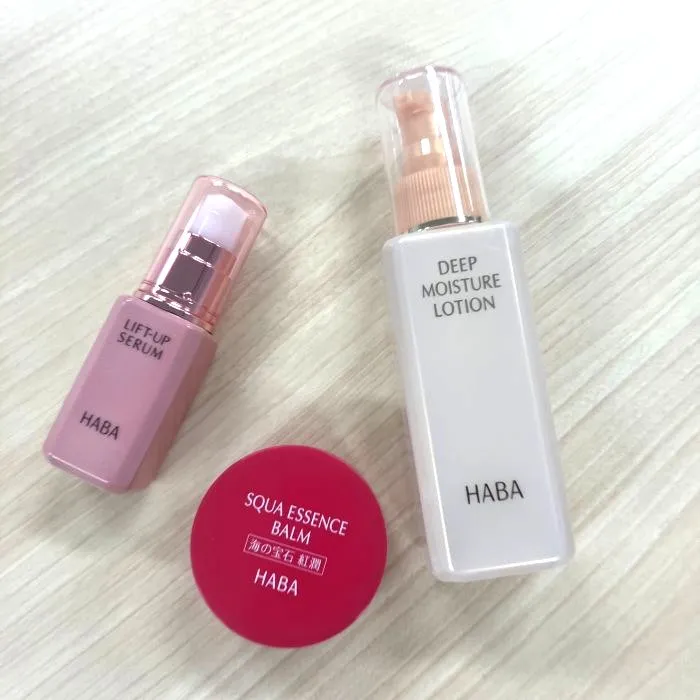 LIFT-UP
SERUM
HABA
DEEP
MOISTURE
LOTION
HABA
SQUA ESSENCE
BALM
海の宝石 紅潤
HABA